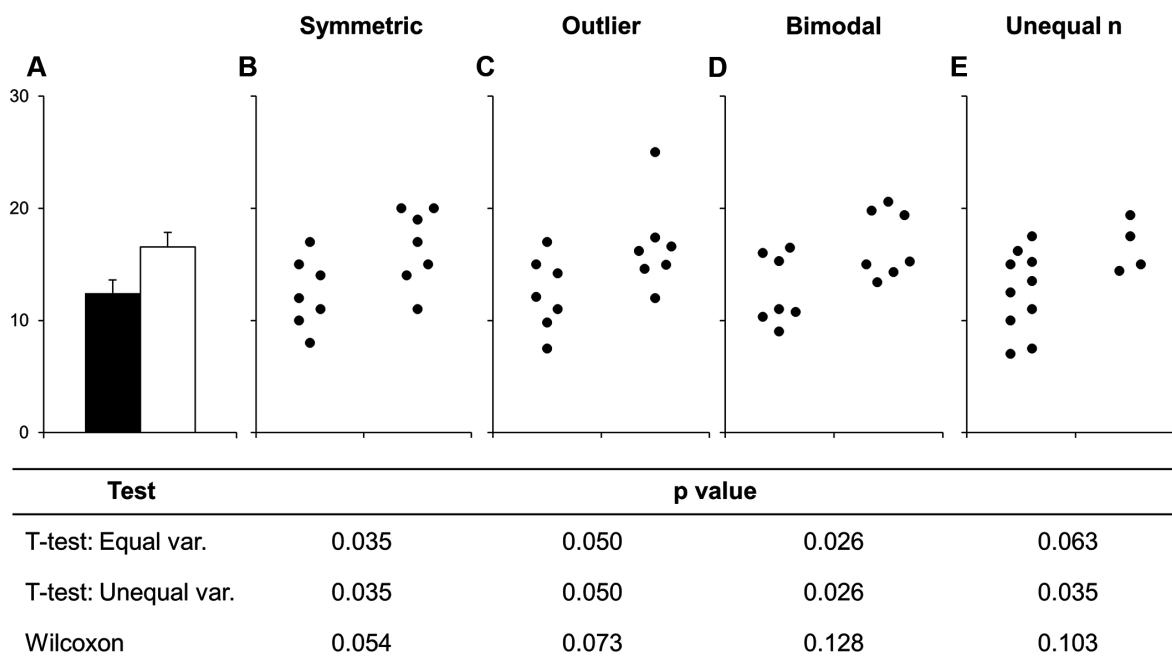 Symmetric Outlier Bimodal Unequal n
A B C D E
30
20
10
0
Test p value
T-test: Equal var. 0.035 0.050 0.026 0.063
T-test: Unequal var. 0.035 0.050 0.026 0.035
Wilcoxon 0.054 0.073 0.128 0.103